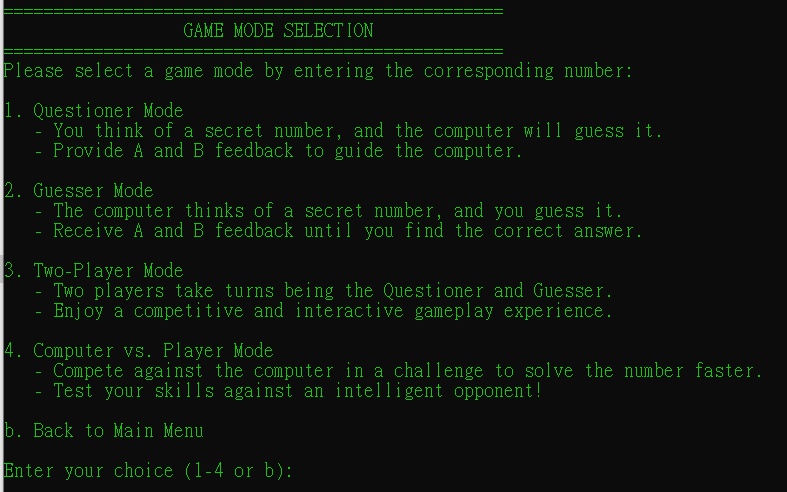 ==================================================
GAME MODE SELECTION
==================================================
Please select a game mode by entering the corresponding number:
1. Questioner Mode
- You think of a secret number, and the computer will guess it.
- Provide A and B feedback to guide the computer.
2. Guesser Mode
- The computer thinks of a secret number, and you guess it.
- Receive A and B feedback until you find the correct answer.
3. Two-Player Mode
- Two players take turns being the Questioner and Guesser.
- Enjoy a competitive and interactive gameplay experience.
4. Computer vs. Player Mode
- Compete against the computer in a challenge to solve the number faster.
- Test your skills against an intelligent opponent!
b. Back to Main Menu
Enter your choice (1-4 or b):